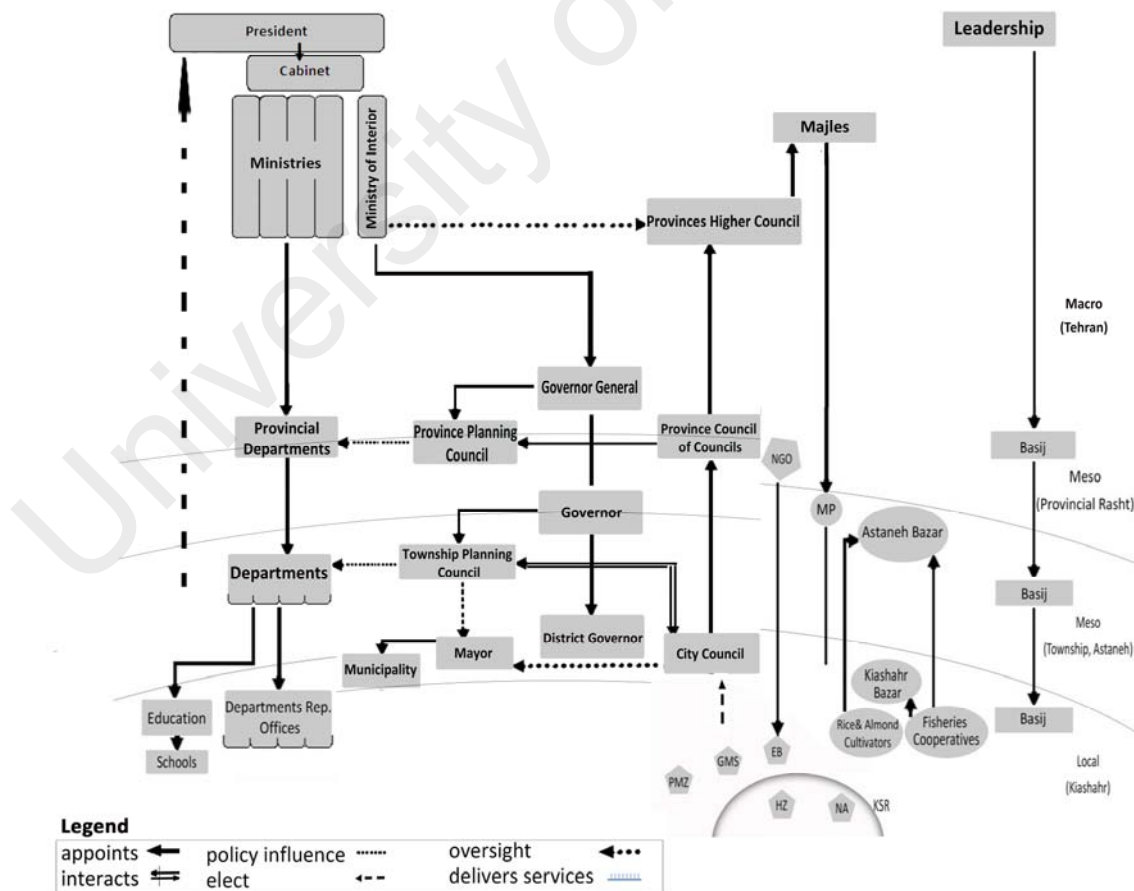 University of
President
Cabinet
Ministries
Ministry of Interior
Leadership
Majles
Provinces Higher Council
Macro
(Tehran)
Governor General
Provincial
Departments
Province Planning
Council
Province Council
of Councils
NGO
Basij
Meso
(Provincial Rasht)
Governor
MP
Astaneh Bazar
Departments
Township Planning
Council
Basij
Meso
(Township, Astaneh)
District Governor
Mayor
City Council
Municipality
Kiashahr
Bazar
Education
Departments Rep.
Offices
Rice& Almond
Cultivators
Fisheries
Cooperatives
Basij
Schools
EB
GMS
PMZ
HZ
NA
KSR
Local
(Kiashahr)
Legend
appoints
policy influence
oversight
interacts
elect
delivers services